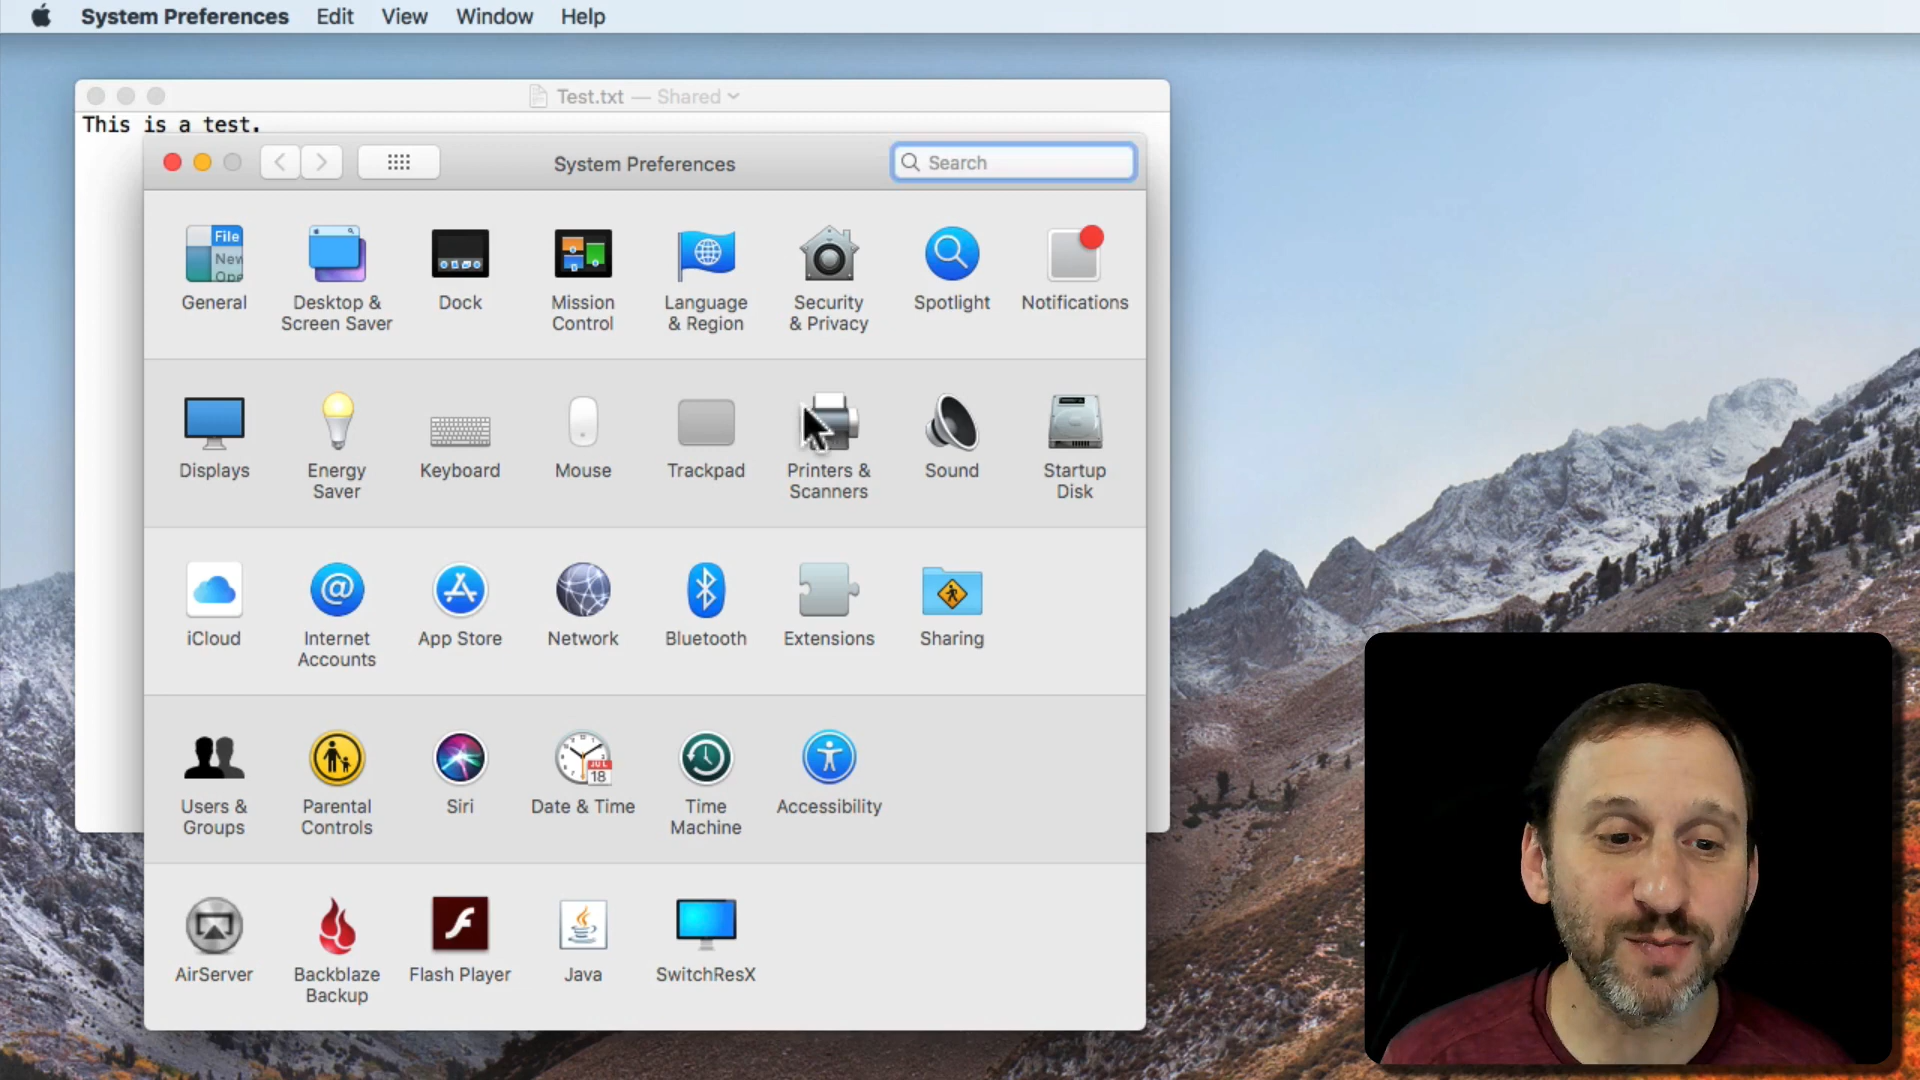 System Preferences Edit View Window Help
Test.txt — Shared
This is a test.
System Preferences
Search
File
New
Ope
General
Desktop &
Screen Saver
Dock
Mission
Control
Language
& Region
Security
& Privacy
Spotlight
Notifications
Displays
Energy
Saver
Keyboard
Mouse
Trackpad
Printers &
Scanners
Sound
Startup
Disk
iCloud
@
Internet
Accounts
App Store
Network
Bluetooth
Extensions
Sharing
Users &
Groups
Parental
Controls
Siri
JUL
18
Date & Time
Time
Machine
Accessibility
AirServer
Backblaze
Backup
Flash Player
Java
SwitchResX